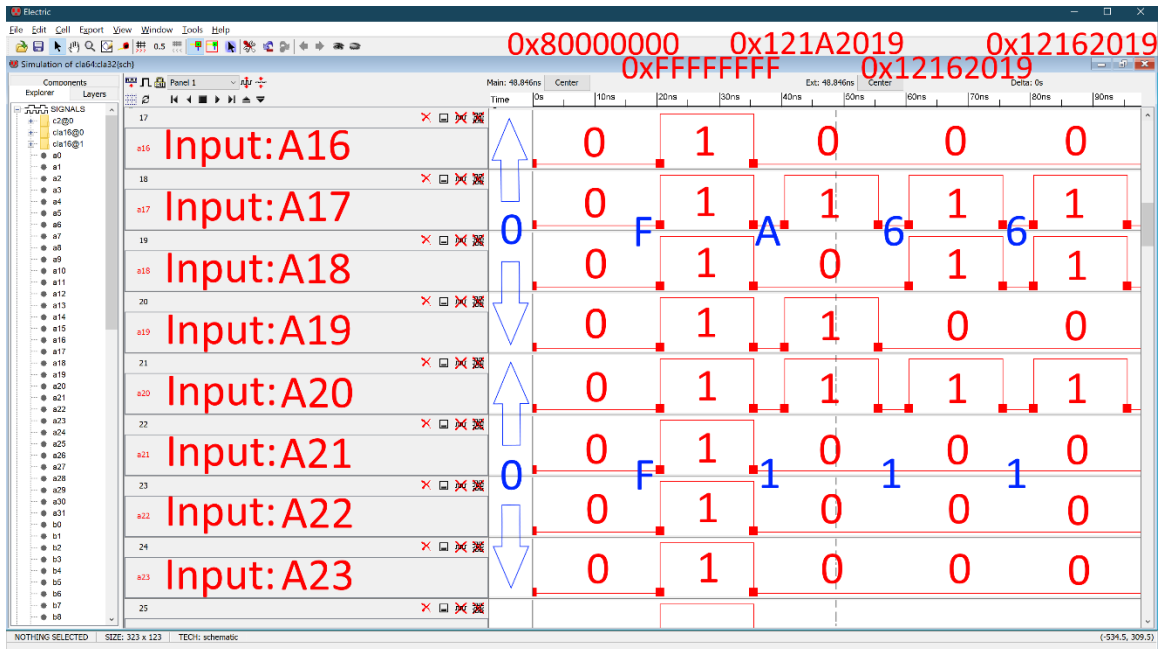 Electric
File Edit Cell Export View Window Tools Help
0.5
0x80000000 0x121A2019 0x12162019
0xFFFFFFFF 0x12162019
Simulation of cla64:cla32{sch}
Components
Explorer Layers
Panel 1
Main: 48.846ns Center Ext: 48.846ns Center Delta: 0s
Time 0s 10ns 20ns 30ns 40ns 50ns 60ns 70ns 80ns 90ns
SIGNALS
c2@0
cla16@0
cla16@1
a0
a1
a2
a3
a4
a5
a6
a7
a8
a9
a10
a11
a12
a13
a14
a15
a16
a17
a18
a19
a20
a21
a22
a23
a24
a25
a26
a27
a28
a29
a30
a31
b0
b1
b2
b3
b4
b5
b6
b7
b8
17
a16 Input:A16 0 1 0 0 0
18
a17 Input:A17 0 1 1 1 1
0 F A 6 6
19
a18 Input:A18 0 1 0 1 1
20
a19 Input:A19 0 1 1 0 0
21
a20 Input:A20 0 1 1 1 1
22
a21 Input:A21 0 1 0 0 0
0 F 1 1 1
23
a22 Input:A22 0 1 0 0 0
24
a23 Input:A23 0 1 0 0 0
25
NOTHING SELECTED SIZE: 323 x 123 TECH: schematic (-534.5, 309.5)